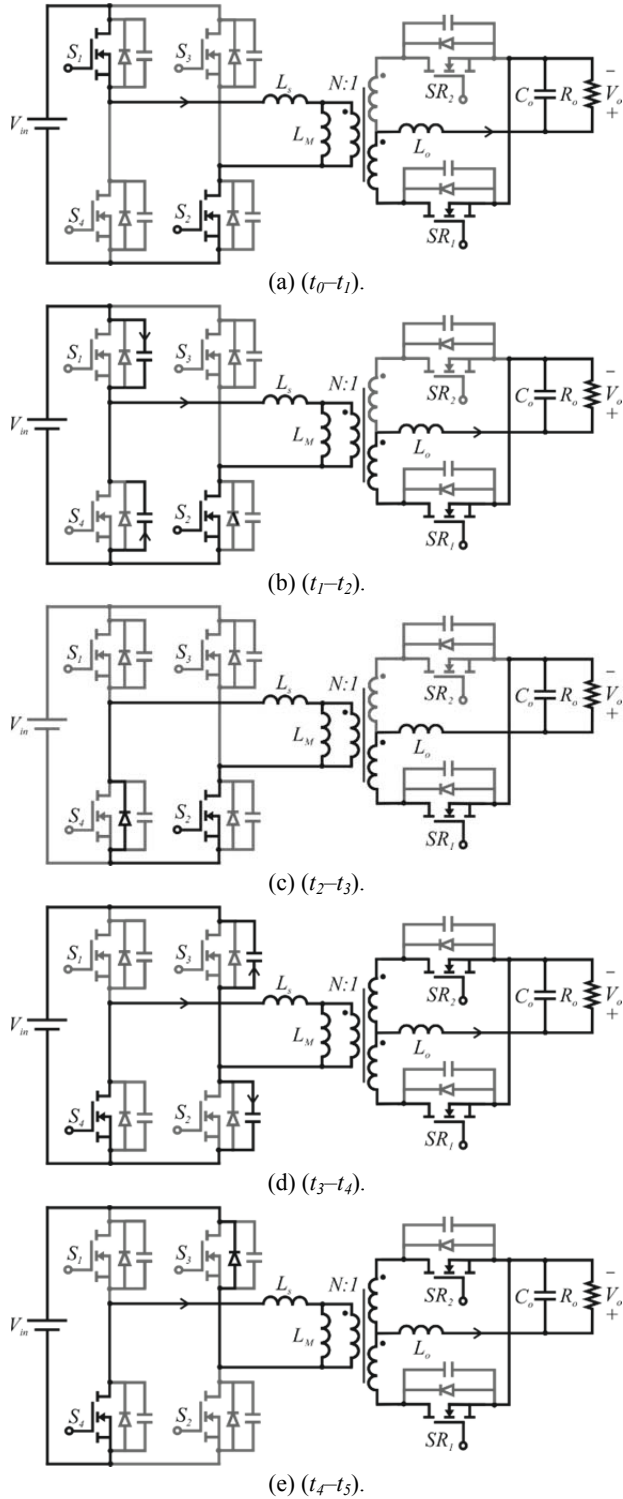 S1
S3
SR2
Vin
Ls
N:1
LM
Lo
Co
Ro
−
Vo
+
S4
S2
SR1
(a) (t0–t1).
S1
S3
SR2
Vin
Ls
N:1
LM
Lo
Co
Ro
−
Vo
+
S4
S2
SR1
(b) (t1–t2).
S1
S3
SR2
Vin
Ls
N:1
LM
Lo
Co
Ro
−
Vo
+
S4
S2
SR1
(c) (t2–t3).
S1
S3
SR2
Vin
Ls
N:1
LM
Lo
Co
Ro
−
Vo
+
S4
S2
SR1
(d) (t3–t4).
S1
S3
SR2
Vin
Ls
N:1
LM
Lo
Co
Ro
−
Vo
+
S4
S2
SR1
(e) (t4–t5).